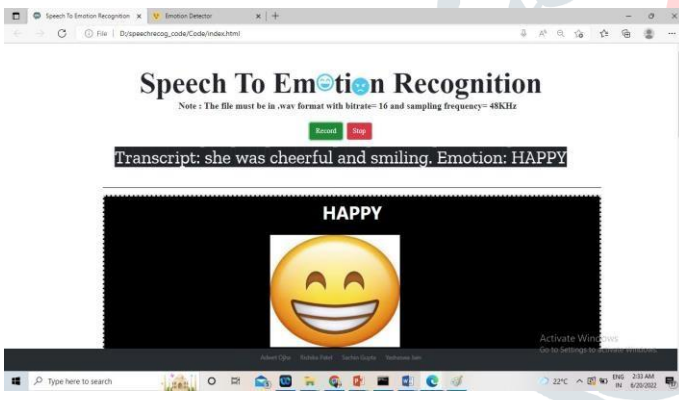 Speech To Emotion Recognition
Emotion Detector
File D:/speechrecog_code/Code/index.html
Speech To Emotion Recognition
Note : The file must be in .wav format with bitrate= 16 and sampling frequency= 48KHz
Record Stop
Transcript: she was cheerful and smiling. Emotion: HAPPY
HAPPY
Activate Windows
Go to Settings to activate Windows.
Sachin Gupta
Type here to search
22°C ENG 2:33 AM
IN 6/20/2022